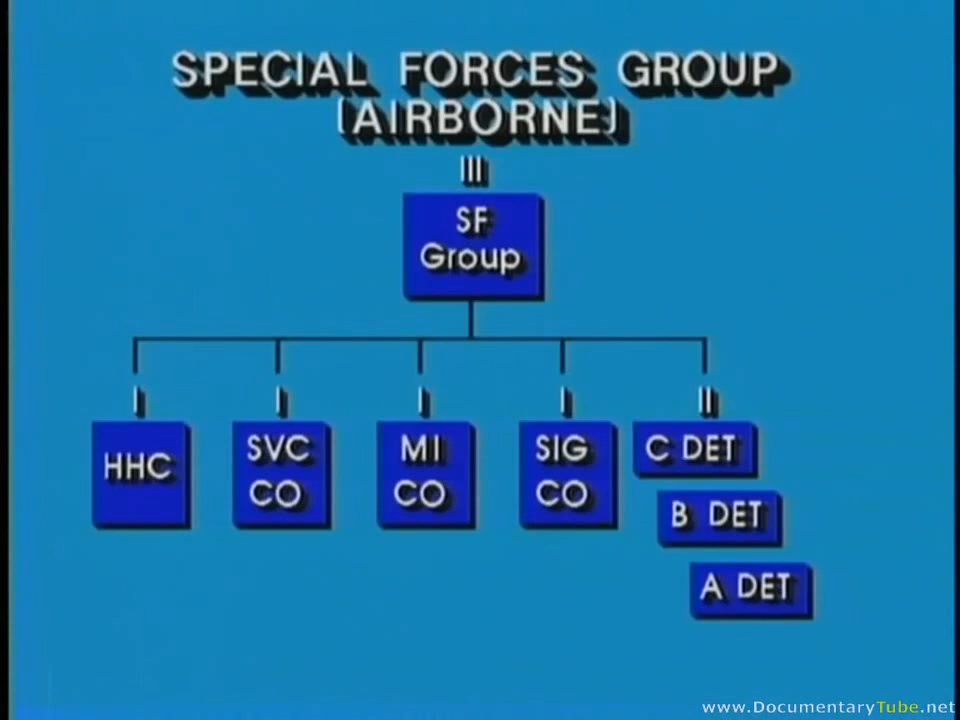 SPECIAL FORCES GROUP
(AIRBORNE)
III
SF
Group
I
I
I
I
II
HHC
SVC
CO
MI
CO
SIG
CO
C DET
B DET
A DET
www.DocumentaryTube.net